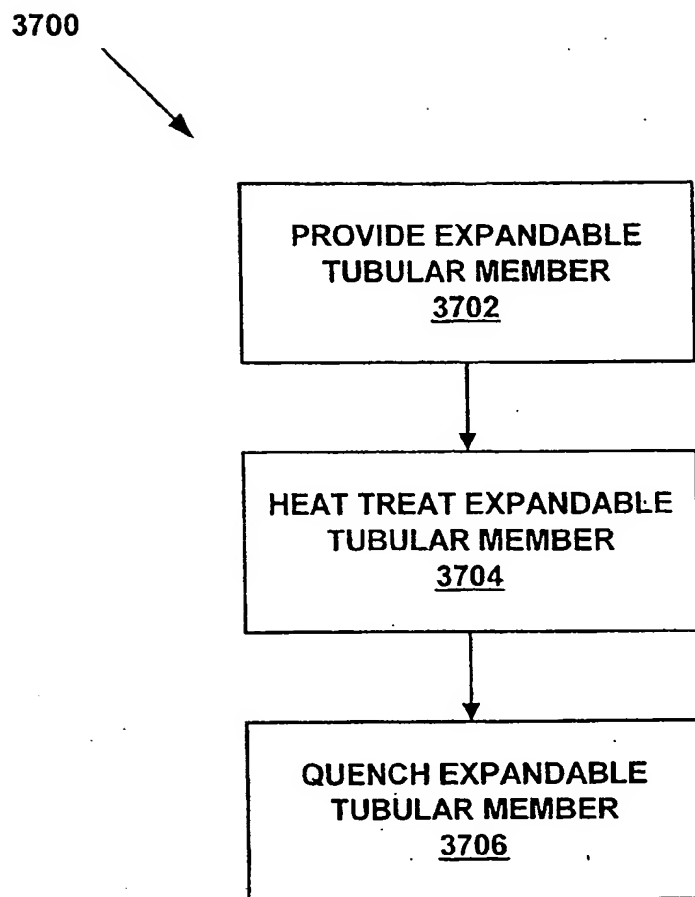 3700
PROVIDE EXPANDABLE
TUBULAR MEMBER
3702
HEAT TREAT EXPANDABLE
TUBULAR MEMBER
3704
QUENCH EXPANDABLE
TUBULAR MEMBER
3706